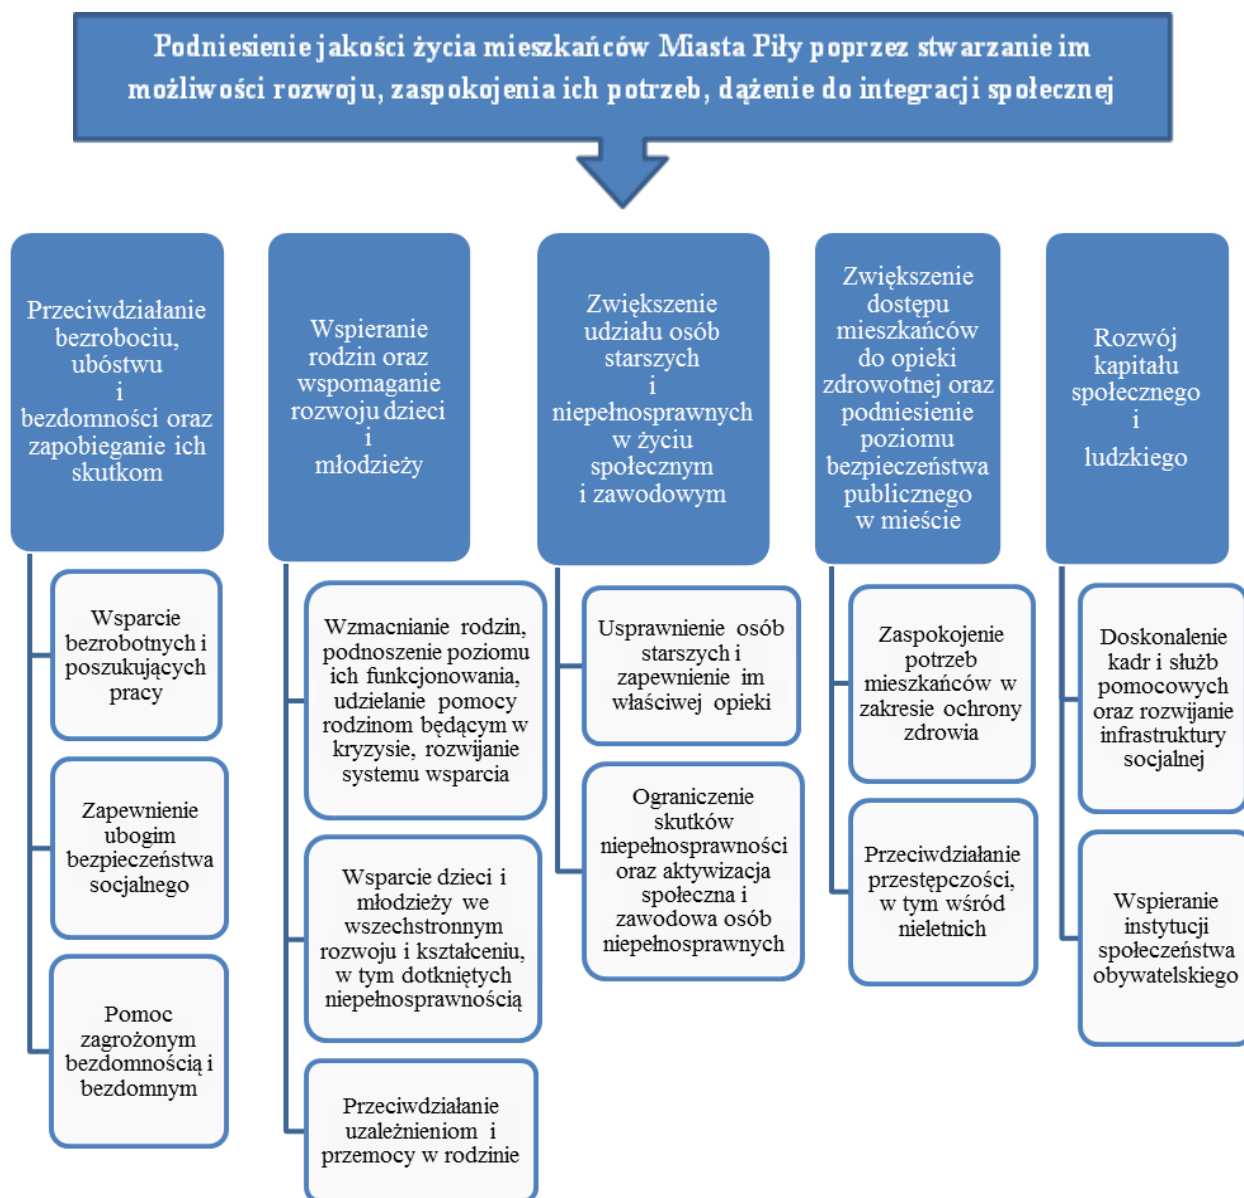 Podniesienie jakości życia mieszkańców Miasta Piły poprzez stwarzanie im
możliwości rozwoju, zaspokojenia ich potrzeb, dążenie do integracji społecznej
Przeciwdziałanie
bezrobociu,
ubóstwu
i
bezdomności oraz
zapobieganie ich
skutkom
Wsparcie
bezrobotnych i
poszukujących
pracy
Zapewnienie
ubogim
bezpieczeństwa
socjalnego
Pomoc
zagrożonym
bezdomnością i
bezdomnym
Wspieranie
rodzin oraz
wspomaganie
rozwoju dzieci
i
młodzieży
Wzmacnianie rodzin,
podnoszenie poziomu
ich funkcjonowania,
udzielanie pomocy
rodzinom będącym w
kryzysie, rozwijanie
systemu wsparcia
Wsparcie dzieci i
młodzieży we
wszechstronnym
rozwoju i kształceniu,
w tym dotkniętych
niepełnosprawnością
Przeciwdziałanie
uzależnieniom i
przemocy w rodzinie
Zwiększenie
udziału osób
starszych
i
niepełnosprawnych
w życiu
społecznym
i zawodowym
Usprawnienie osób
starszych i
zapewnienie im
właściwej opieki
Ograniczenie
skutków
niepełnosprawności
oraz aktywizacja
społeczna i
zawodowa osób
niepełnosprawnych
Zwiększenie
dostępu
mieszkańców
do opieki
zdrowotnej oraz
podniesienie
poziomu
bezpieczeństwa
publicznego
w mieście
Zaspokojenie
potrzeb
mieszkańców w
zakresie ochrony
zdrowia
Przeciwdziałanie
przestępczości,
w tym wśród
nieletnich
Rozwój
kapitału
społecznego
i
ludzkiego
Doskonalenie
kadr i służb
pomocowych
oraz rozwijanie
infrastruktury
socjalnej
Wspieranie
instytucji
społeczeństwa
obywatelskiego